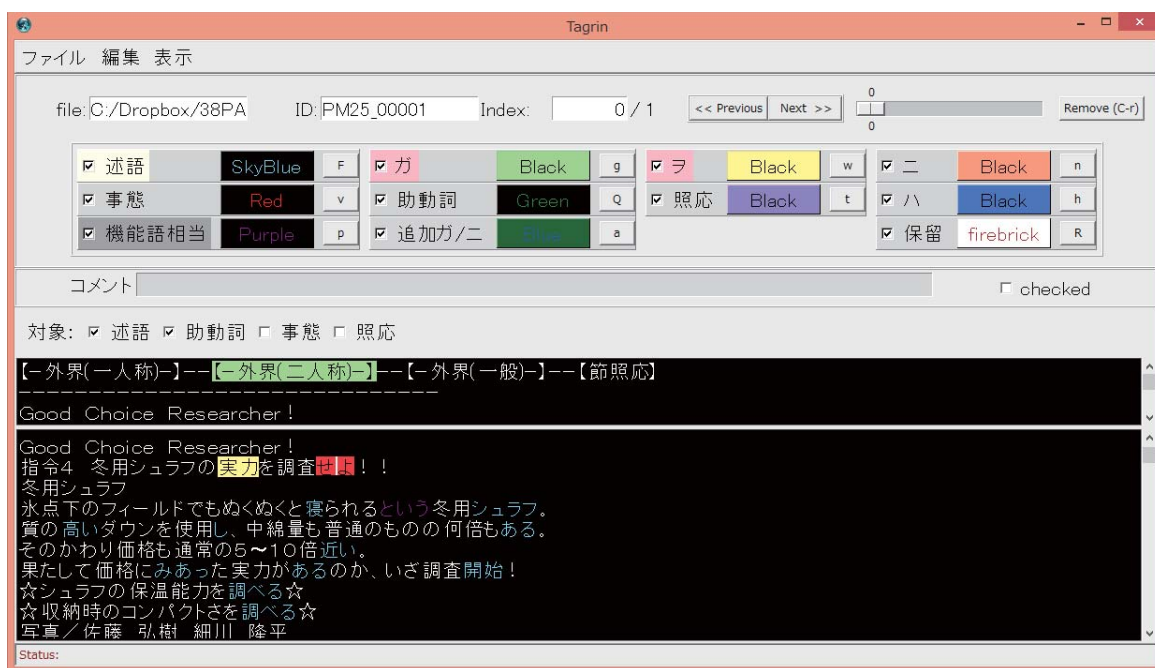 Tagrin
ファイル 編集 表示
file: C:/Dropbox/38PA ID: PM25_00001 Index: 0 / 1 << Previous Next >> 0 0 Remove (C-r)
述語 SkyBlue F ガ Black g ヲ Black w ニ Black n
事態 Red v 助動詞 Green Q 照応 Black t ハ Black h
機能語相当 Purple p 追加ガ/ニ Blue a 保留 firebrick R
コメント checked
対象: 述語 助動詞 事態 照応
【-外界(一人称)-】--【-外界(二人称)-】--【-外界(一般)-】--【節照応】
--------------------------------
Good Choice Researcher!
Good Choice Researcher!
指令4 冬用シュラフの実力を調査せよ!!
冬用シュラフ
氷点下のフィールドでもぬくぬくと寝られるという冬用シュラフ。
質の高いダウンを使用し、中綿量も普通のものの何倍もある。
そのかわり価格も通常の5〜10倍近い。
果たして価格にみあった実力があるのか、いざ調査開始!
☆シュラフの保温能力を調べる☆
☆収納時のコンパクトさを調べる☆
写真/佐藤 弘樹 細川 隆平
Status: